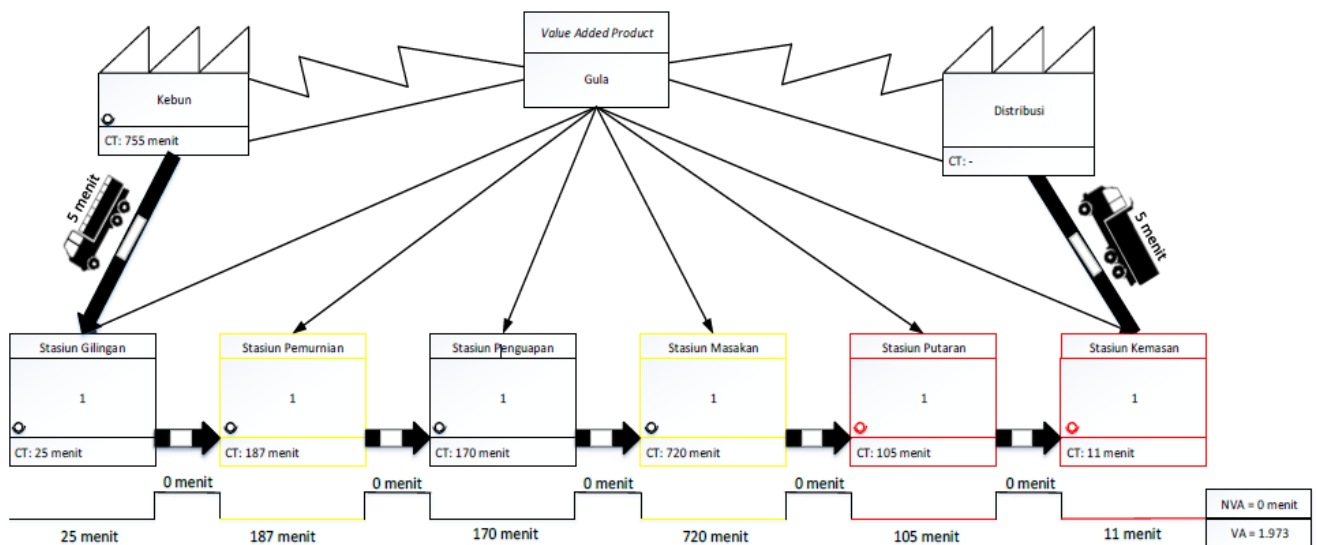 Value Added Product
Gula
Kebun
CT: 755 menit
Distribusi
CT: -
5 menit
5 menit
Stasiun Gilingan
1
CT: 25 menit
Stasiun Pemurnian
1
CT: 187 menit
Stasiun Penguapan
1
CT: 170 menit
Stasiun Masakan
1
CT: 720 menit
Stasiun Putaran
1
CT: 105 menit
Stasiun Kemasan
1
CT: 11 menit
0 menit
0 menit
0 menit
0 menit
0 menit
25 menit
187 menit
170 menit
720 menit
105 menit
11 menit
NVA = 0 menit
VA = 1.973